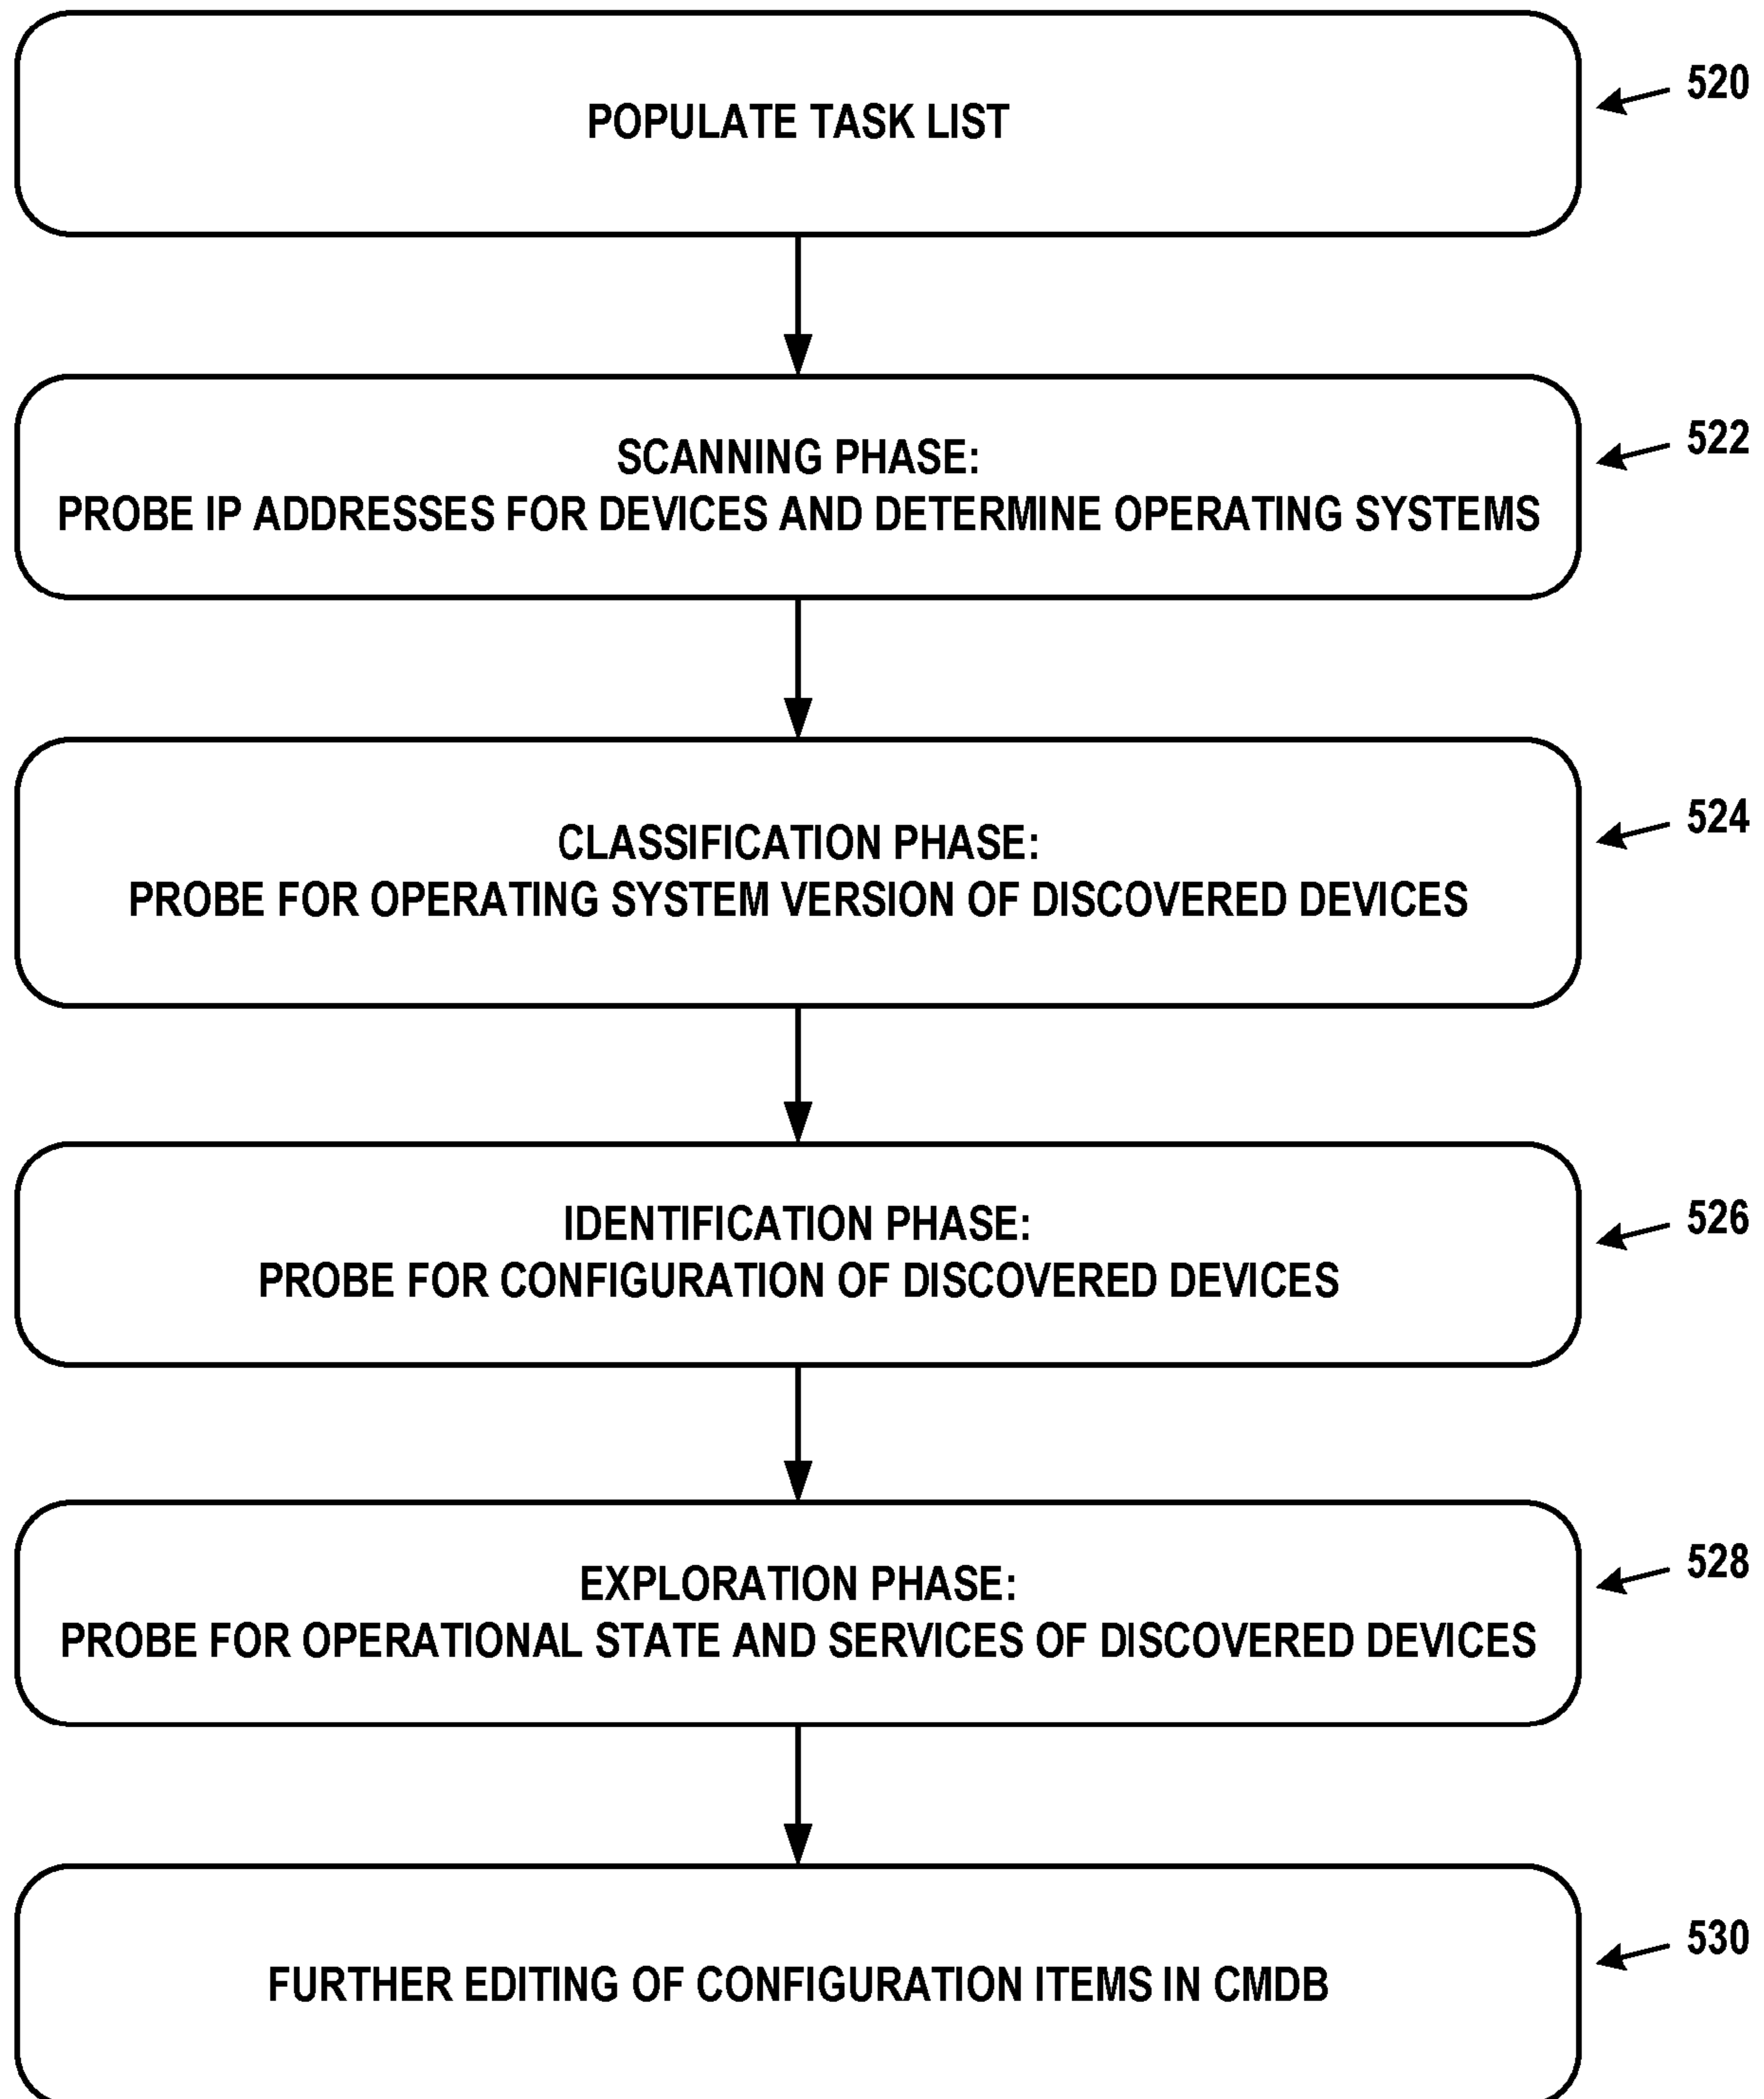 POPULATE TASK LIST
520
SCANNING PHASE:
PROBE IP ADDRESSES FOR DEVICES AND DETERMINE OPERATING SYSTEMS
522
CLASSIFICATION PHASE:
PROBE FOR OPERATING SYSTEM VERSION OF DISCOVERED DEVICES
524
IDENTIFICATION PHASE:
PROBE FOR CONFIGURATION OF DISCOVERED DEVICES
526
EXPLORATION PHASE:
PROBE FOR OPERATIONAL STATE AND SERVICES OF DISCOVERED DEVICES
528
FURTHER EDITING OF CONFIGURATION ITEMS IN CMDB
530